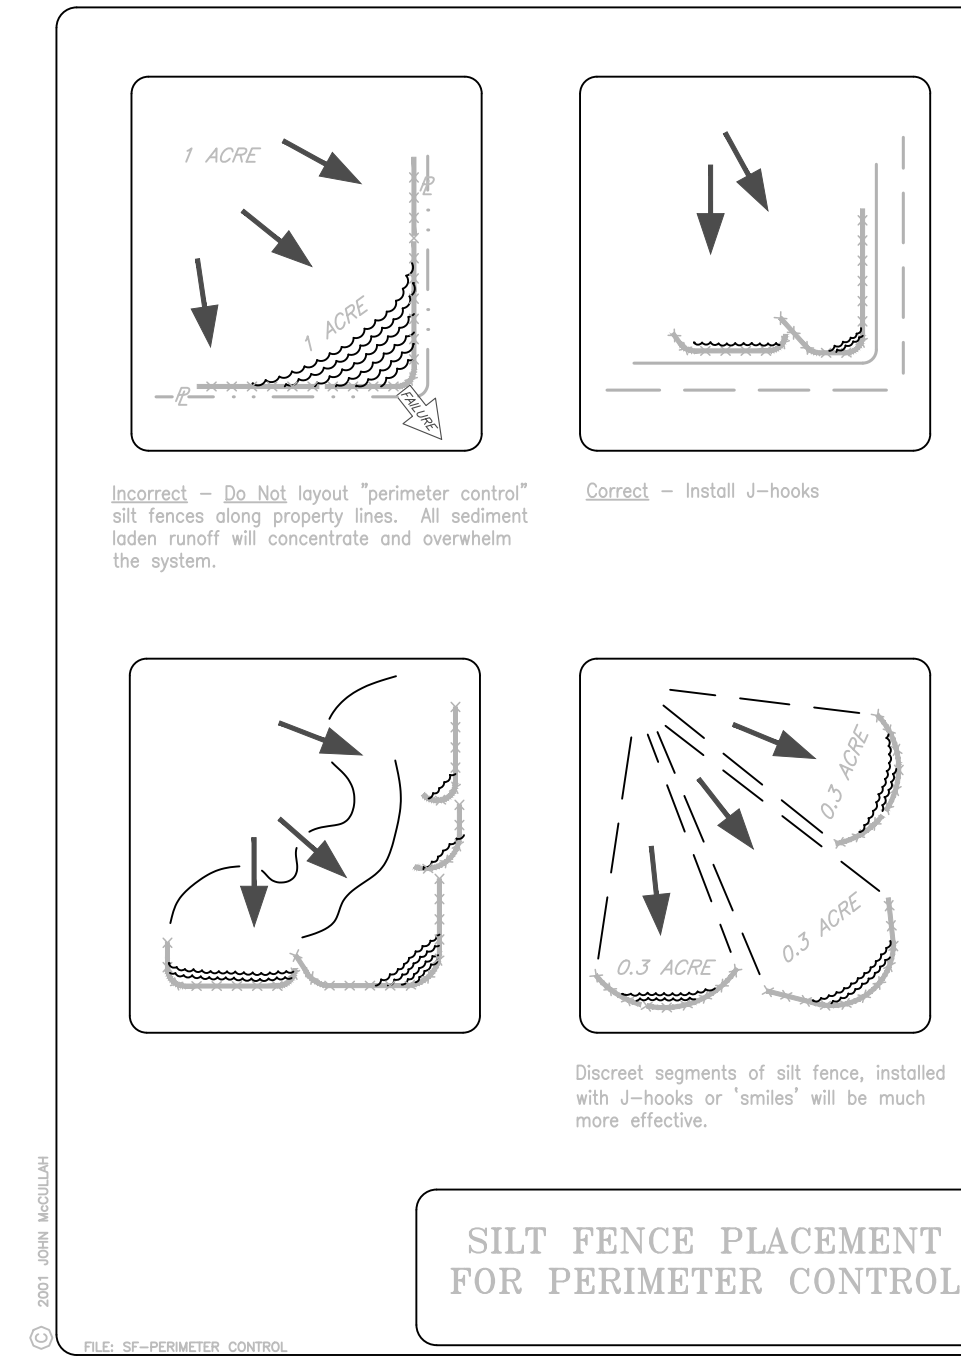 1 ACRE
PL
1 ACRE
PL
FAILURE
Incorrect – Do Not layout "perimeter control"
silt fences along property lines. All sediment
laden runoff will concentrate and overwhelm
the system.
Correct – Install J–hooks
0.3 ACRE
0.3 ACRE
0.3 ACRE
Discreet segments of silt fence, installed
with J–hooks or 'smiles' will be much
more effective.
SILT FENCE PLACEMENT
FOR PERIMETER CONTROL
© 2001 JOHN McCULLAH
FILE: SF–PERIMETER CONTROL